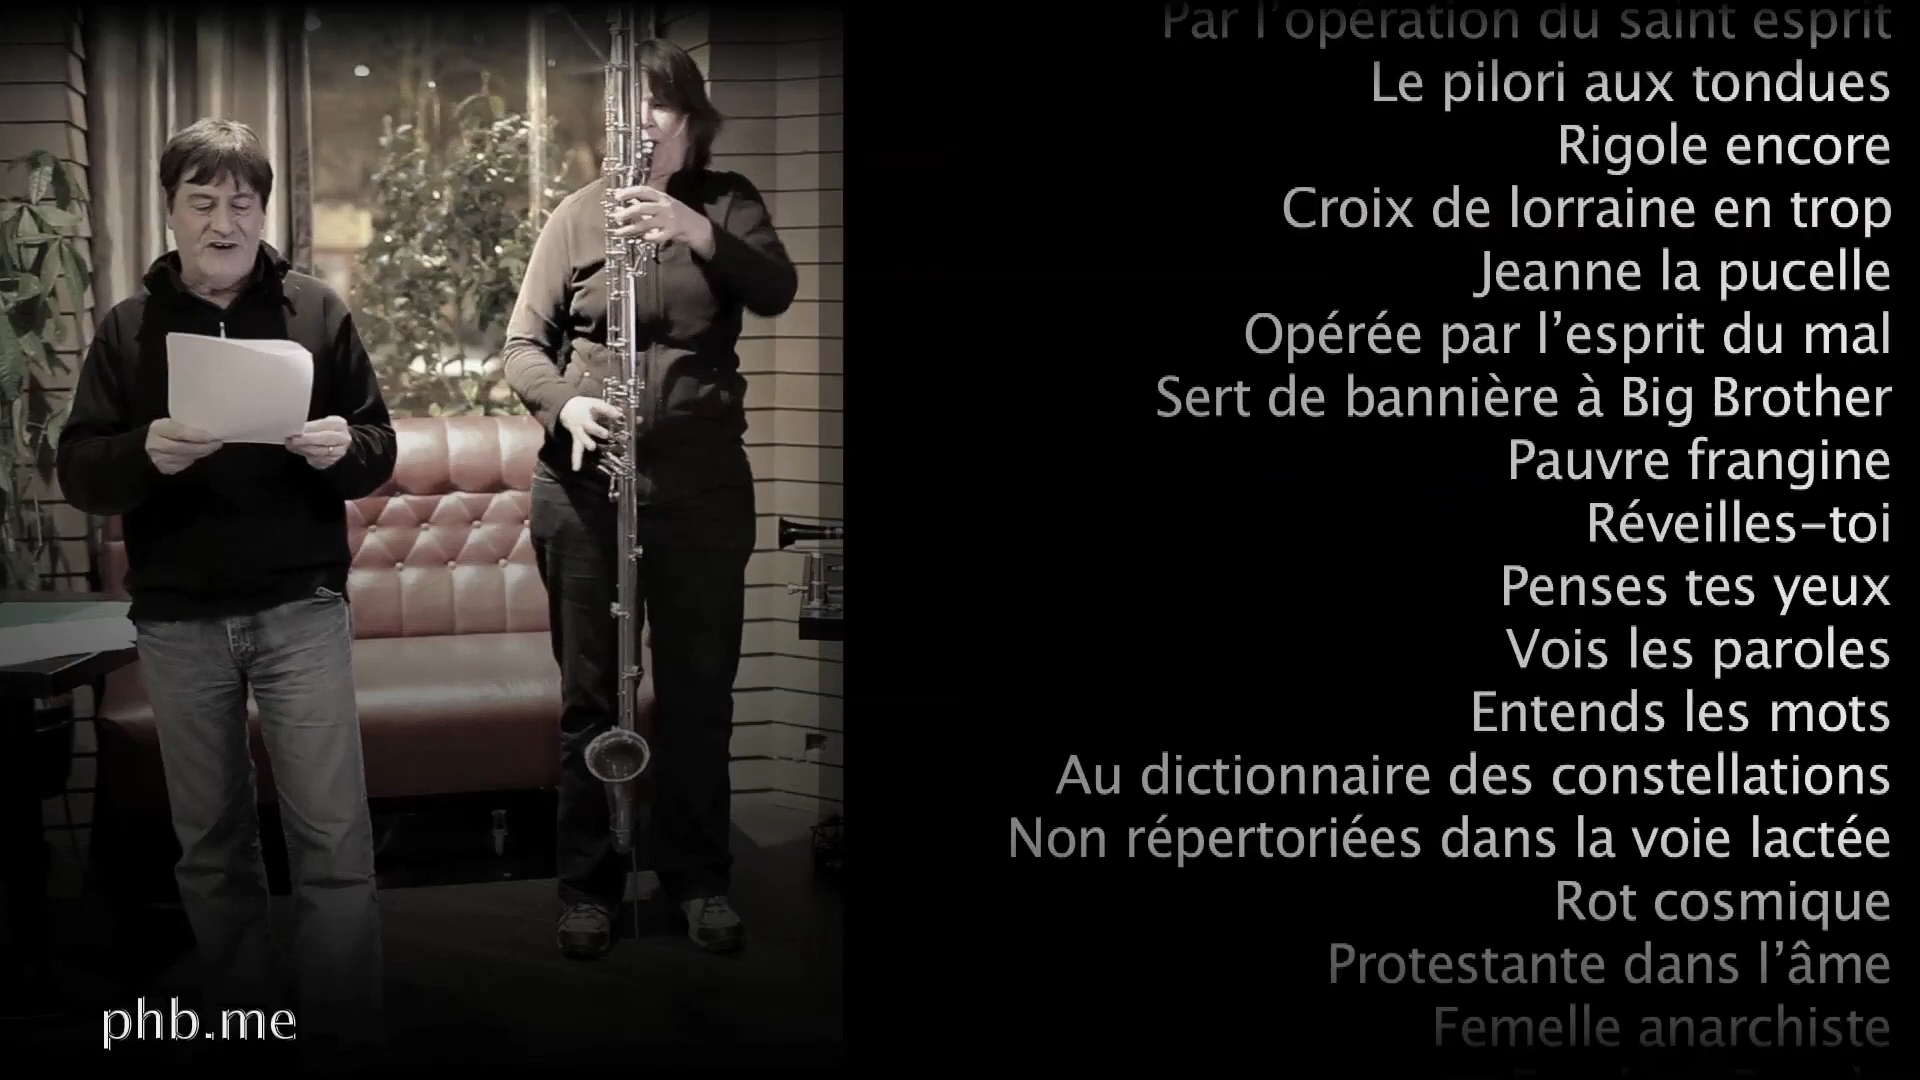 Par l’opération du saint esprit
Le pilori aux tondues
Rigole encore
Croix de lorraine en trop
Jeanne la pucelle
Opérée par l’esprit du mal
Sert de bannière à Big Brother
Pauvre frangine
Réveilles-toi
Penses tes yeux
Vois les paroles
Entends les mots
Au dictionnaire des constellations
Non répertoriées dans la voie lactée
Rot cosmique
Protestante dans l’âme
Femelle anarchiste
phb.me